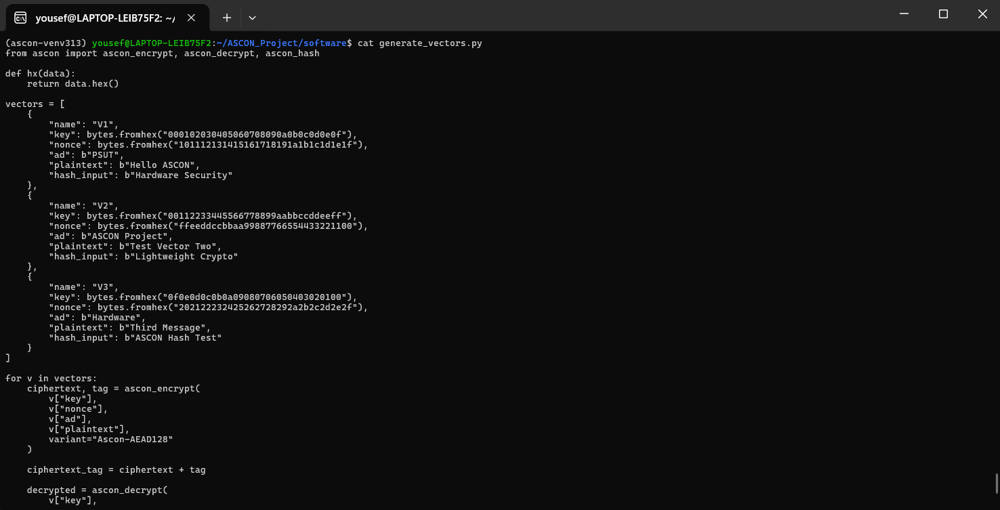 yousef@LAPTOP-LEIB75F2: ~/
(ascon-venv313) yousef@LAPTOP-LEIB75F2:~/ASCON_Project/software$ cat generate_vectors.py
from ascon import ascon_encrypt, ascon_decrypt, ascon_hash

def hx(data):
    return data.hex()

vectors = [
    {
        "name": "V1",
        "key": bytes.fromhex("000102030405060708090a0b0c0d0e0f"),
        "nonce": bytes.fromhex("101112131415161718191a1b1c1d1e1f"),
        "ad": b"PSUT",
        "plaintext": b"Hello ASCON",
        "hash_input": b"Hardware Security"
    },
    {
        "name": "V2",
        "key": bytes.fromhex("00112233445566778899aabbccddeeff"),
        "nonce": bytes.fromhex("ffeeddccbbaa99887766554433221100"),
        "ad": b"ASCON Project",
        "plaintext": b"Test Vector Two",
        "hash_input": b"Lightweight Crypto"
    },
    {
        "name": "V3",
        "key": bytes.fromhex("0f0e0d0c0b0a09080706050403020100"),
        "nonce": bytes.fromhex("202122232425262728292a2b2c2d2e2f"),
        "ad": b"Hardware",
        "plaintext": b"Third Message",
        "hash_input": b"ASCON Hash Test"
    }
]

for v in vectors:
    ciphertext, tag = ascon_encrypt(
        v["key"],
        v["nonce"],
        v["ad"],
        v["plaintext"],
        variant="Ascon-AEAD128"
    )

    ciphertext_tag = ciphertext + tag

    decrypted = ascon_decrypt(
        v["key"],